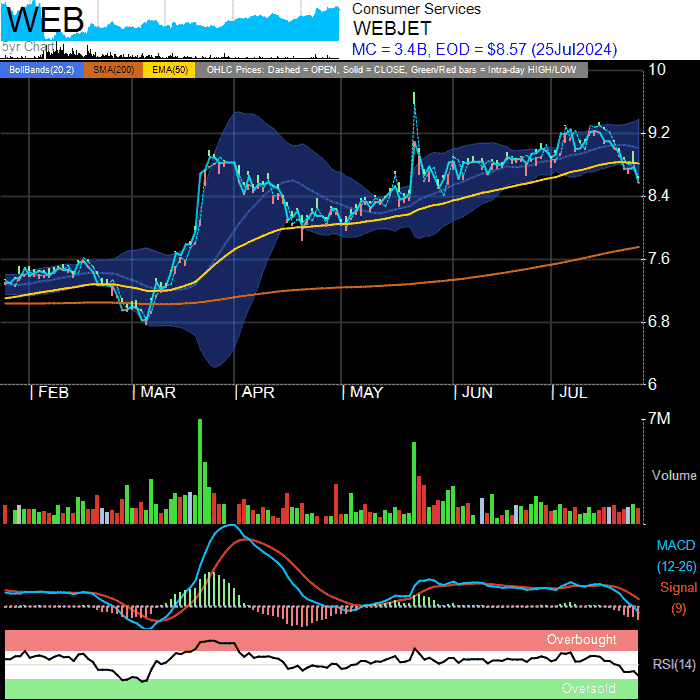 WEB
5yr Chart
Consumer Services
WEBJET
MC = 3.4B, EOD = $8.57 (25Jul2024)
BollBands(20,2) SMA(200) EMA(50) OHLC Prices: Dashed = OPEN, Solid = CLOSE, Green/Red bars = Intra-day HIGH/LOW
10
9.2
8.4
7.6
6.8
6
| FEB | MAR | APR | MAY | JUN | JUL
7M
Volume
MACD
(12-26)
Signal
(9)
Overbought
RSI(14)
Oversold